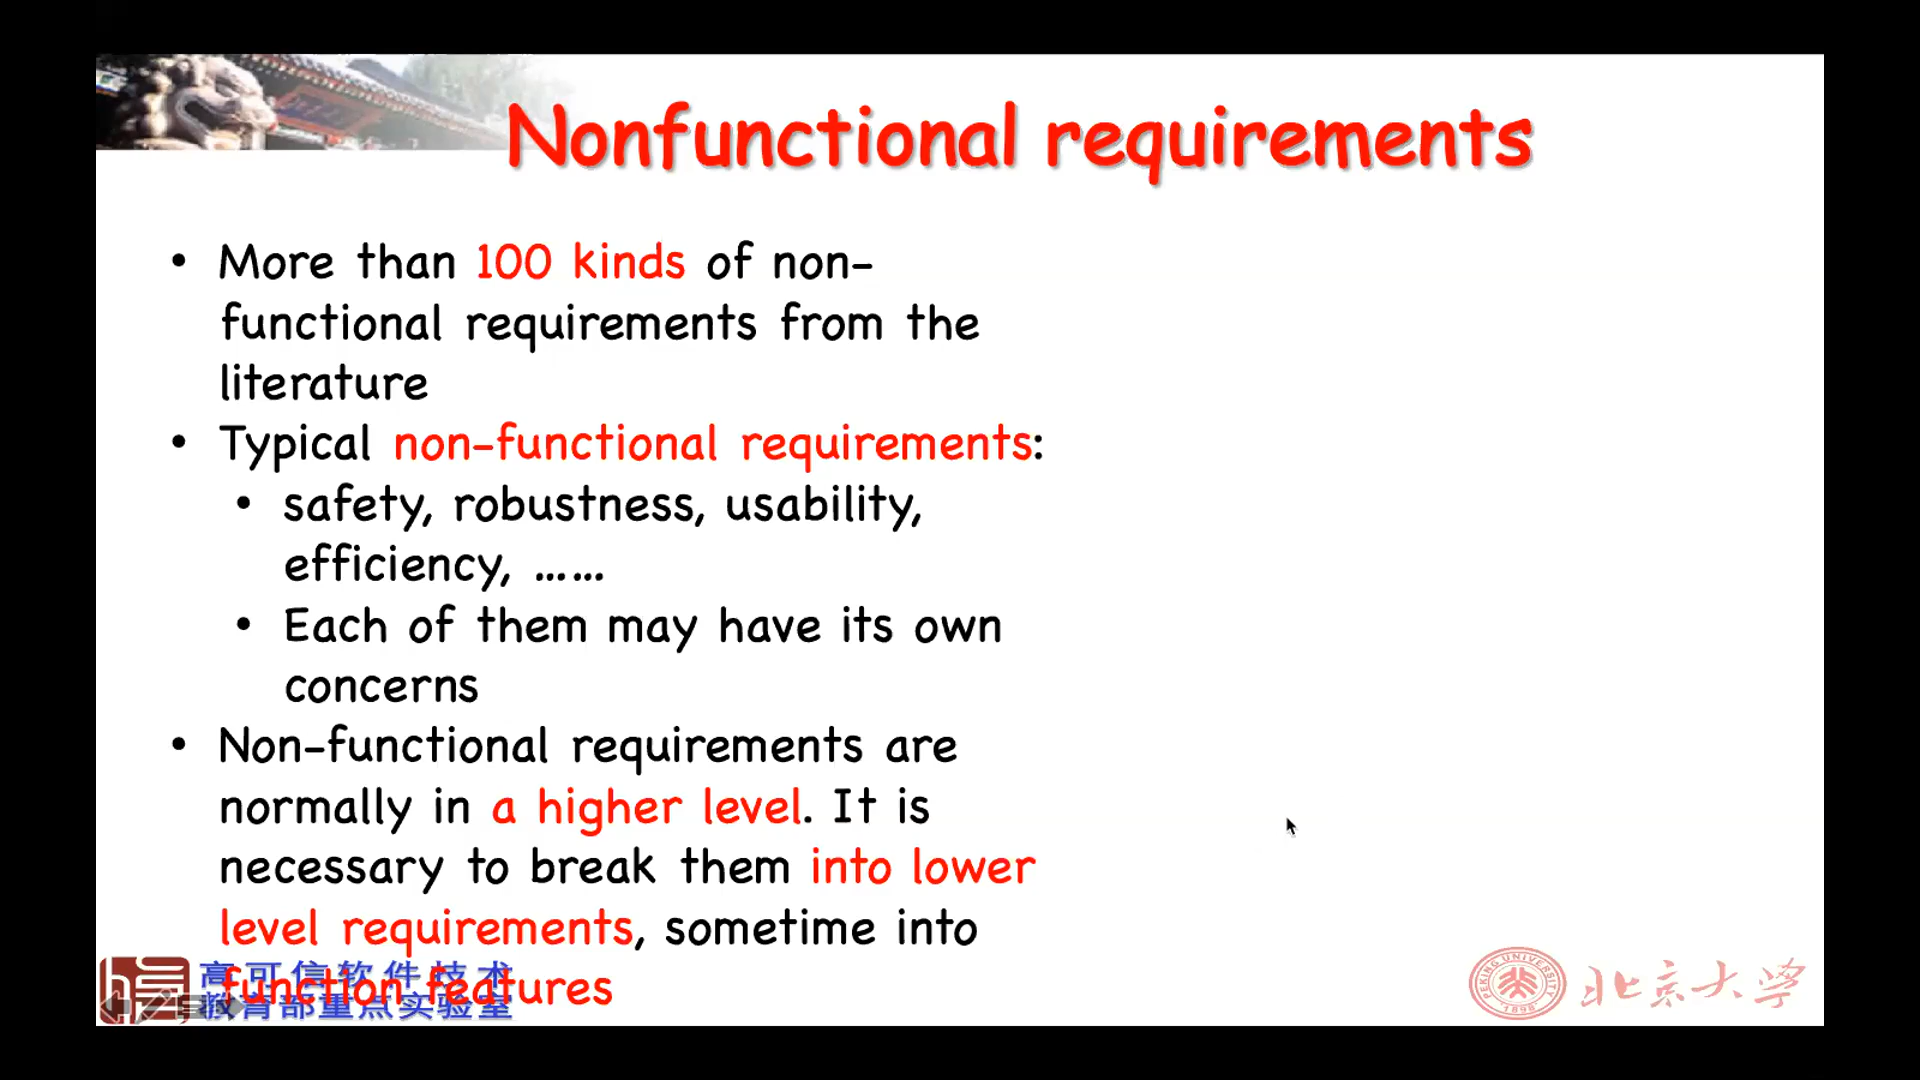 Nonfunctional requirements
• More than 100 kinds of non-
functional requirements from the
literature
• Typical non-functional requirements:
• safety, robustness, usability,
efficiency, ……
• Each of them may have its own
concerns
• Non-functional requirements are
normally in a higher level. It is
necessary to break them into lower
level requirements, sometime into
function features
高可信软件技术
教育部重点实验室
PEKING UNIVERSITY
1898
北京大学